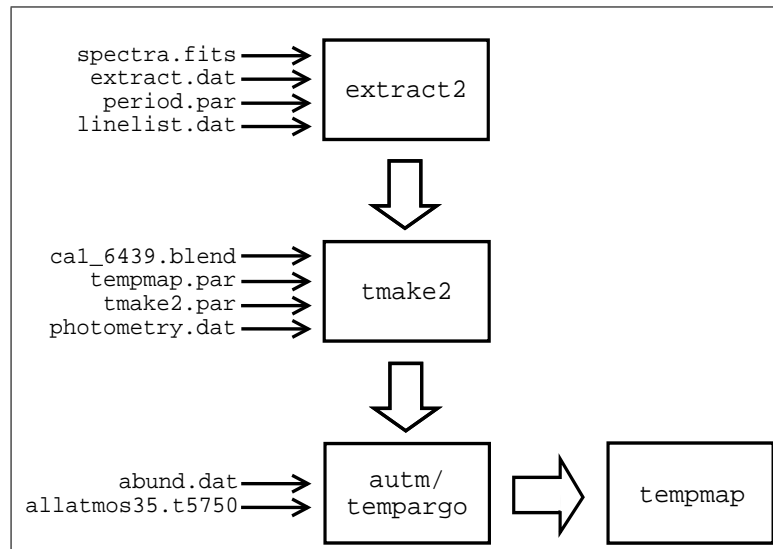 spectra.fits
extract.dat
period.par
linelist.dat
extract2
ca1_6439.blend
tempmap.par
tmake2.par
photometry.dat
tmake2
abund.dat
allatmos35.t5750
autm/
tempargo
tempmap